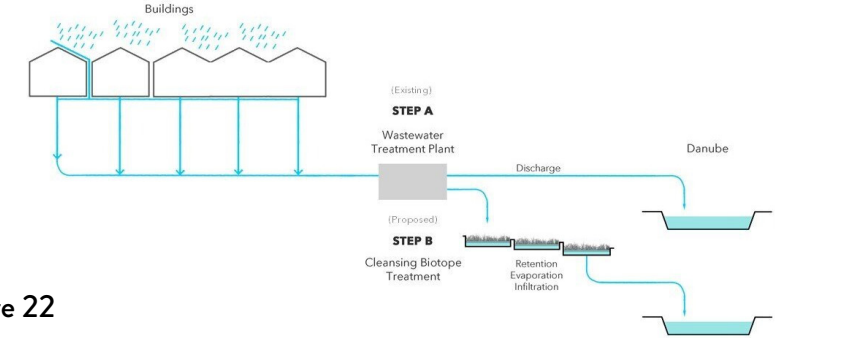 Buildings
(Existing)
STEP A
Wastewater
Treatment Plant
Discharge
Danube
(Proposed)
STEP B
Cleansing Biotope
Treatment
Retention
Evaporation
Infiltration
22